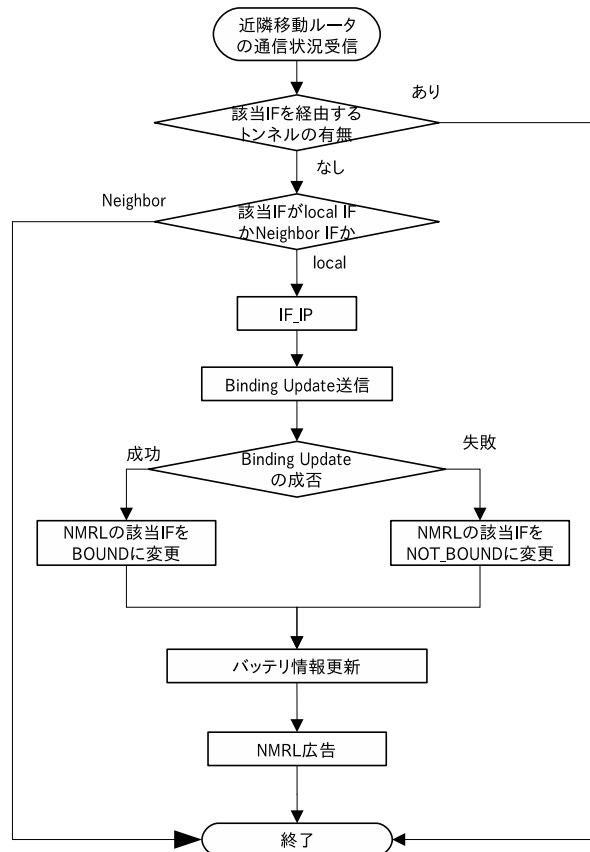 近隣移動ルータ
の通信状況受信
あり
該当IFを経由する
トンネルの有無
なし
Neighbor
該当IFがlocal IF
かNeighbor IFか
local
IF_IP
Binding Update送信
成功
Binding Update
の成否
失敗
NMRLの該当IFを
BOUNDに変更
NMRLの該当IFを
NOT_BOUNDに変更
バッテリ情報更新
NMRL広告
終了